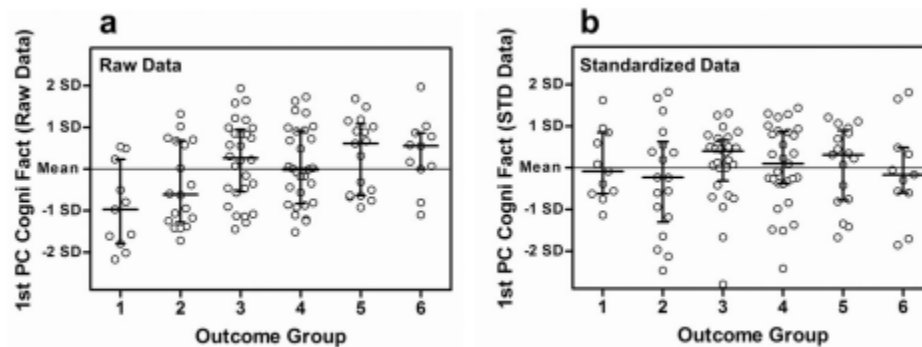 a
Raw Data
1st PC Cogni Fact (Raw Data)
2 SD
1 SD
Mean
-1 SD
-2 SD
1 2 3 4 5 6
Outcome Group
b
Standardized Data
1st PC Cogni Fact (STD Data)
2 SD
1 SD
Mean
-1 SD
-2 SD
1 2 3 4 5 6
Outcome Group